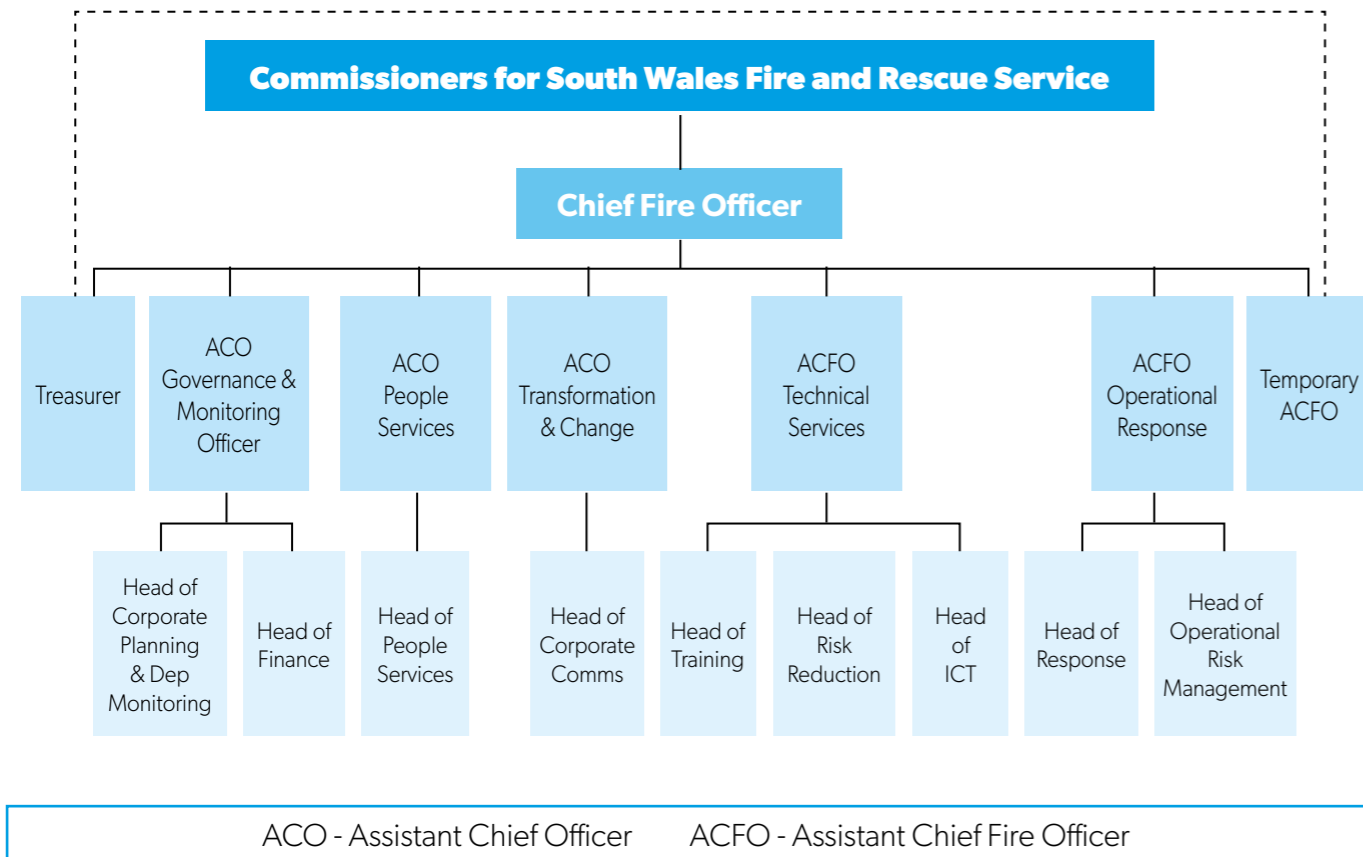 Commissioners for South Wales Fire and Rescue Service
Chief Fire Officer
Treasurer
ACO
Governance &
Monitoring
Officer
ACO
People
Services
ACO
Transformation
& Change
ACFO
Technical
Services
ACFO
Operational
Response
Temporary
ACFO
Head of
Corporate
Planning
& Dep
Monitoring
Head of
Finance
Head of
People
Services
Head of
Corporate
Comms
Head of
Training
Head of
Risk
Reduction
Head
of
ICT
Head of
Response
Head of
Operational
Risk
Management
ACO - Assistant Chief Officer ACFO - Assistant Chief Fire Officer